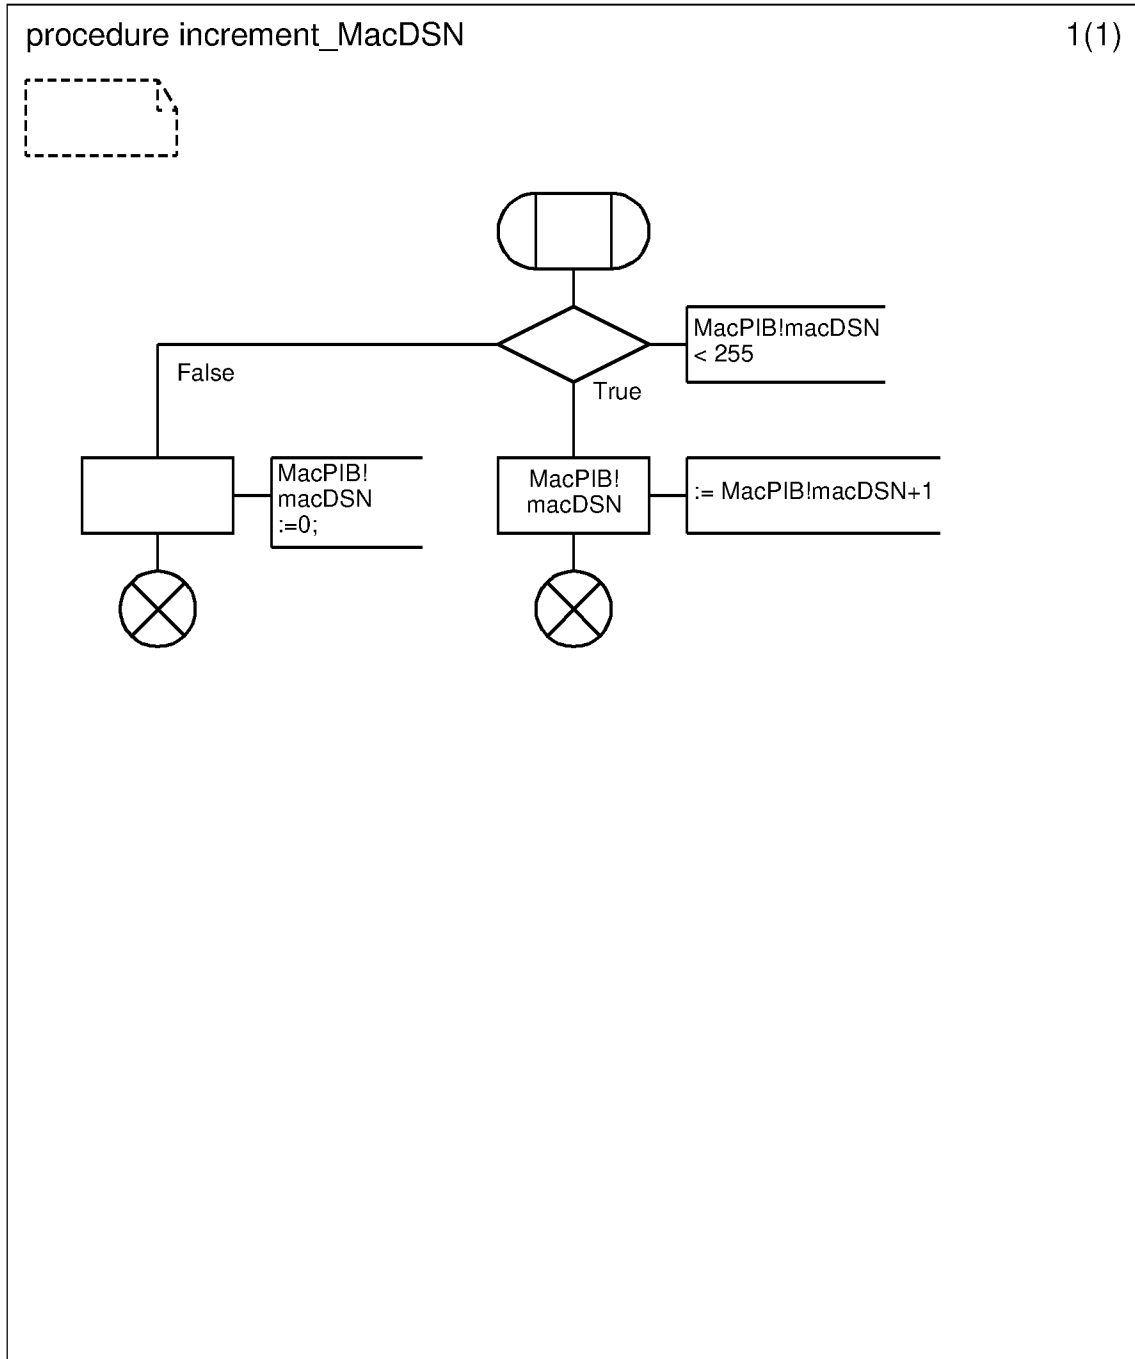 procedure increment_MacDSN
1(1)
MacPIB!macDSN
< 255
False
True
MacPIB!
macDSN
:=0;
MacPIB!
macDSN
:= MacPIB!macDSN+1